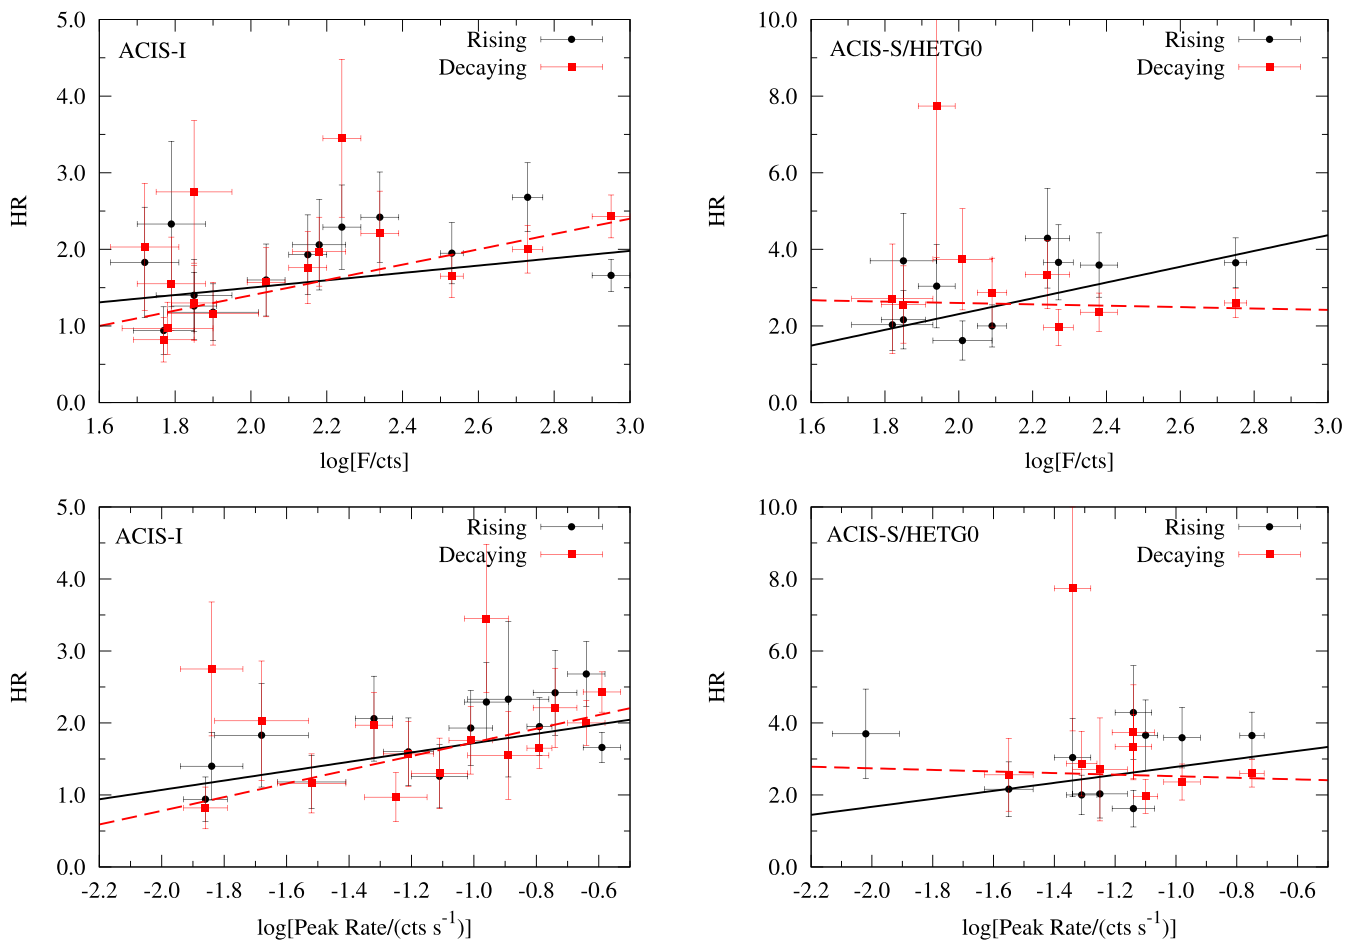 5.0
4.0
3.0
2.0
1.0
0.0
HR
ACIS-I
Rising
Decaying
1.6 1.8 2.0 2.2 2.4 2.6 2.8 3.0
log[F/cts]
10.0
8.0
6.0
4.0
2.0
0.0
HR
ACIS-S/HETG0
Rising
Decaying
1.6 1.8 2.0 2.2 2.4 2.6 2.8 3.0
log[F/cts]
5.0
4.0
3.0
2.0
1.0
0.0
HR
ACIS-I
Rising
Decaying
-2.2 -2.0 -1.8 -1.6 -1.4 -1.2 -1.0 -0.8 -0.6
log[Peak Rate/(cts s⁻¹)]
10.0
8.0
6.0
4.0
2.0
0.0
HR
ACIS-S/HETG0
Rising
Decaying
-2.2 -2.0 -1.8 -1.6 -1.4 -1.2 -1.0 -0.8 -0.6
log[Peak Rate/(cts s⁻¹)]